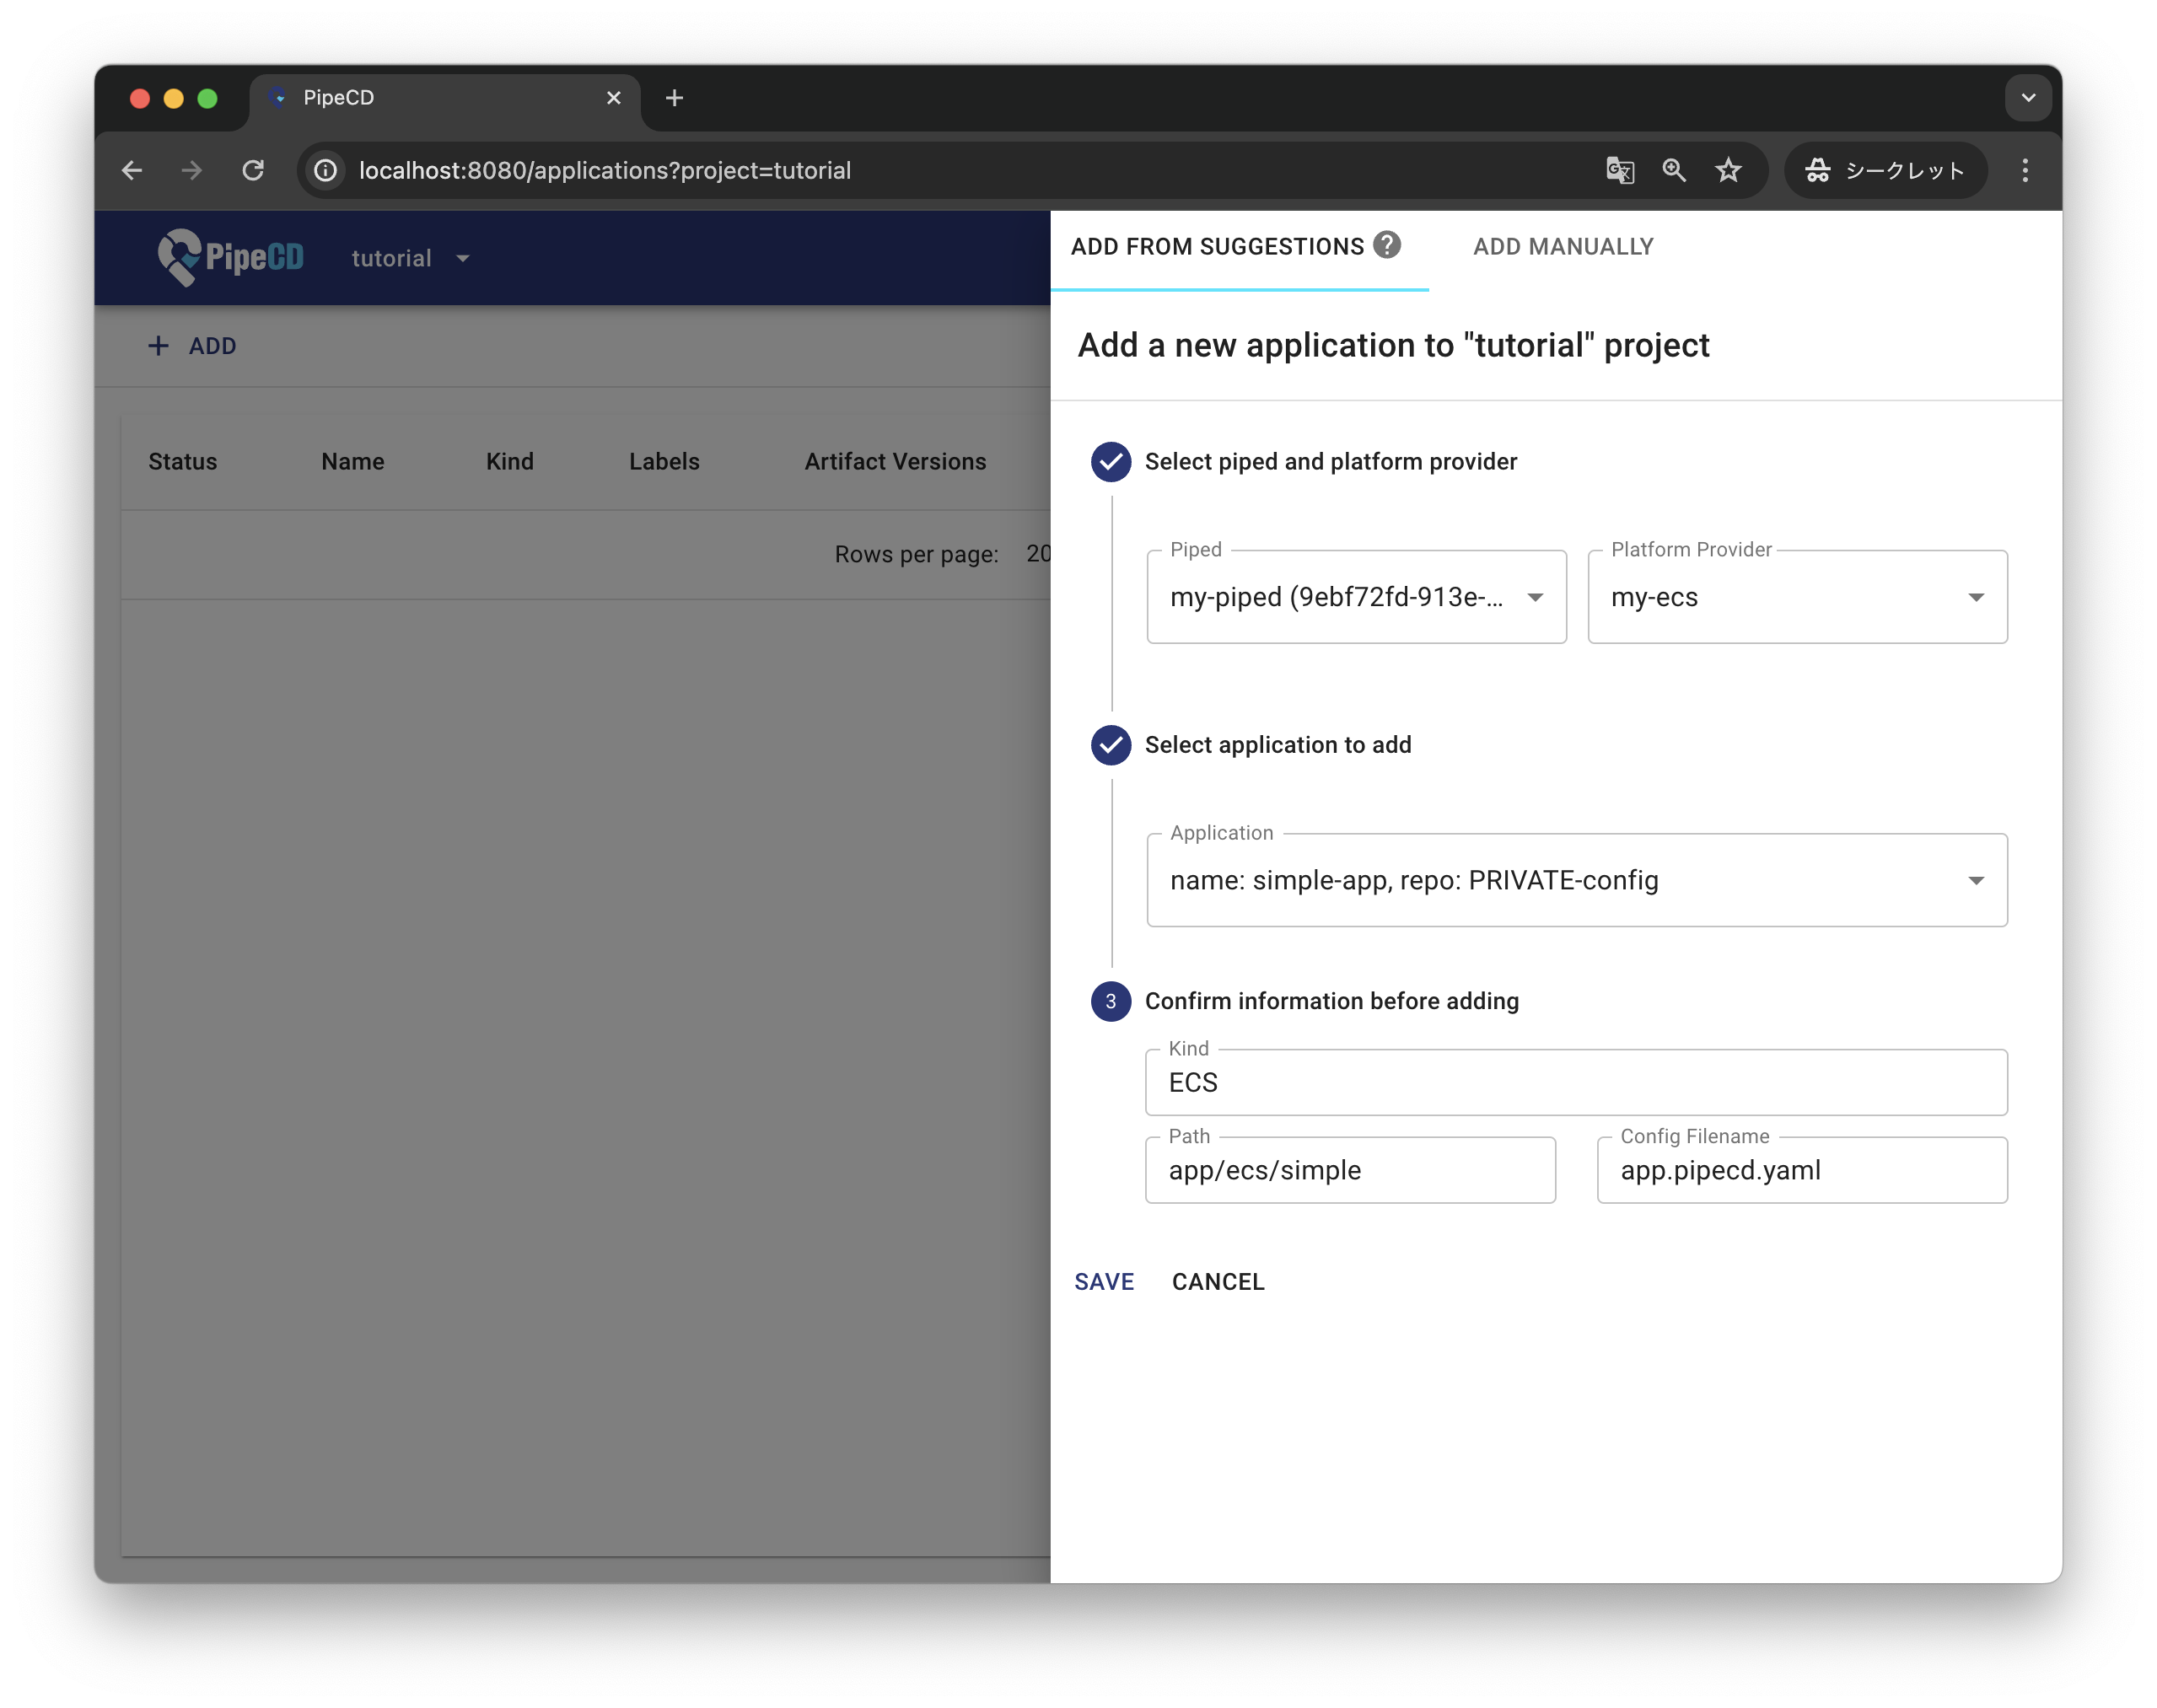 PipeCD
localhost:8080/applications?project=tutorial
シークレット
PipeCD
tutorial
ADD
Status Name Kind Labels Artifact Versions
Rows per page: 20
ADD FROM SUGGESTIONS ?
ADD MANUALLY
Add a new application to "tutorial" project
Select piped and platform provider
Piped
my-piped (9ebf72fd-913e-...
Platform Provider
my-ecs
Select application to add
Application
name: simple-app, repo: PRIVATE-config
3 Confirm information before adding
Kind
ECS
Path
app/ecs/simple
Config Filename
app.pipecd.yaml
SAVE CANCEL